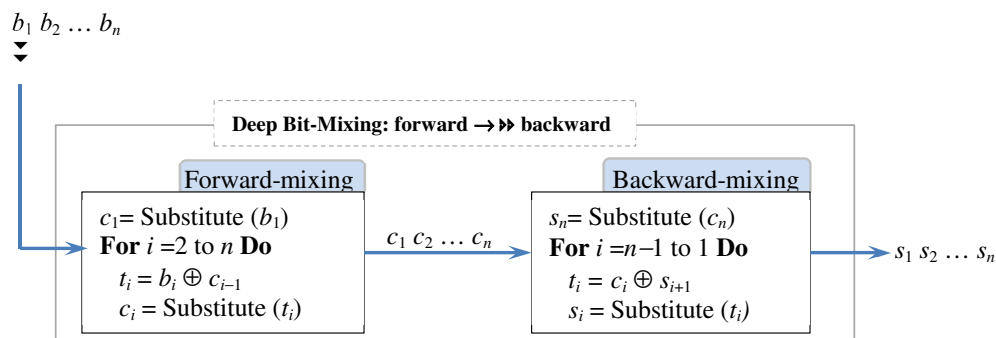 b₁ b₂ … bₙ
Deep Bit-Mixing: forward → backward
Forward-mixing
c₁= Substitute (b₁)
For i =2 to n Do
tᵢ = bᵢ ⊕ cᵢ₋₁
cᵢ = Substitute (tᵢ)
c₁ c₂ … cₙ
Backward-mixing
sₙ= Substitute (cₙ)
For i =n−1 to 1 Do
tᵢ = cᵢ ⊕ sᵢ₊₁
sᵢ = Substitute (tᵢ)
s₁ s₂ … sₙ